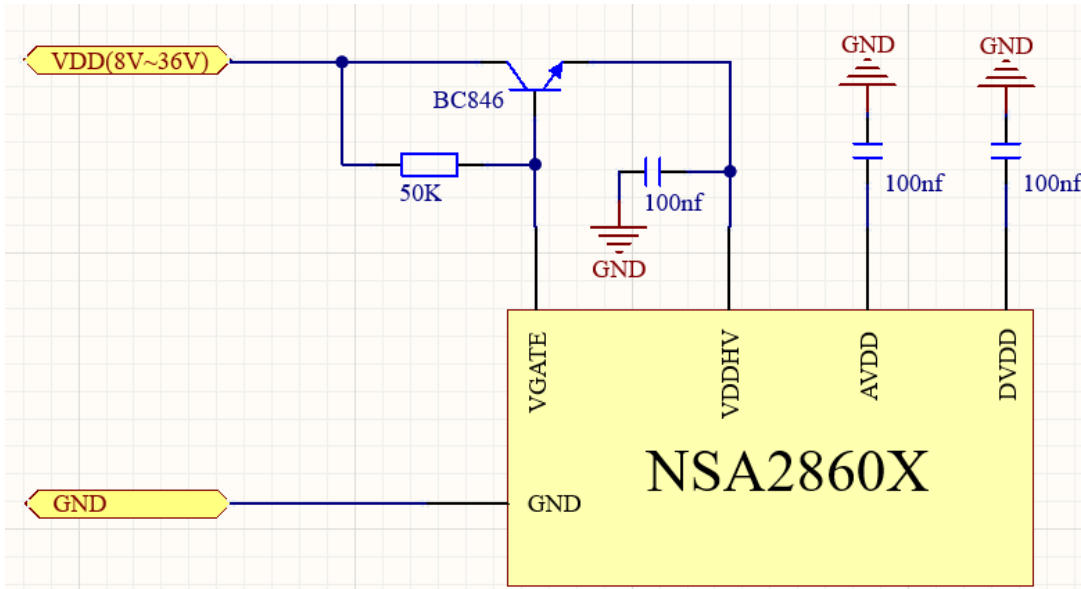 VDD(8V~36V)
BC846
50K
100nf
GND
GND
100nf
GND
100nf
VGATE
VDDHV
AVDD
DVDD
NSA2860X
GND
GND